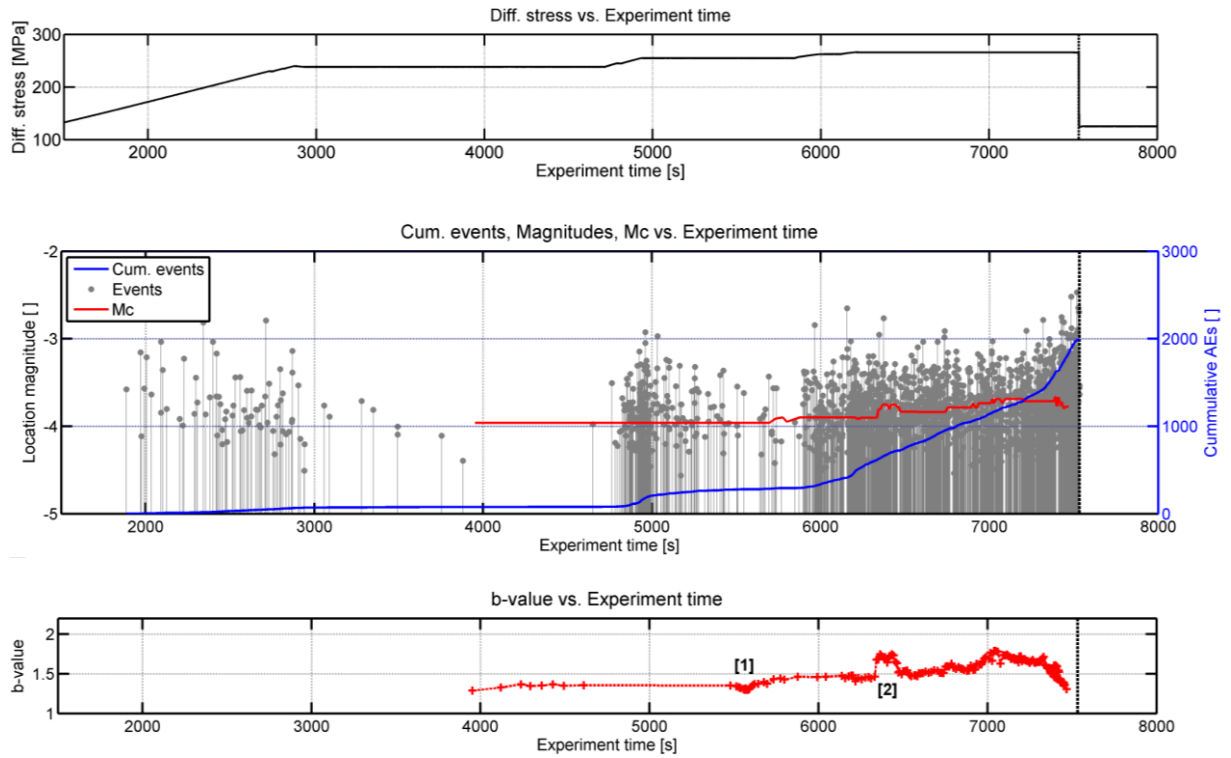 Diff. stress vs. Experiment time
Diff. stress [MPa]
300
200
100
2000 3000 4000 5000 6000 7000 8000
Experiment time [s]
Cum. events, Magnitudes, Mc vs. Experiment time
Location magnitude [ ]
-2
-3
-4
-5
Cum. events
Events
Mc
3000
2000
1000
0
Cummulative AEs [ ]
2000 3000 4000 5000 6000 7000 8000
Experiment time [s]
b-value vs. Experiment time
b-value
2
1.5
1
[1]
[2]
2000 3000 4000 5000 6000 7000 8000
Experiment time [s]